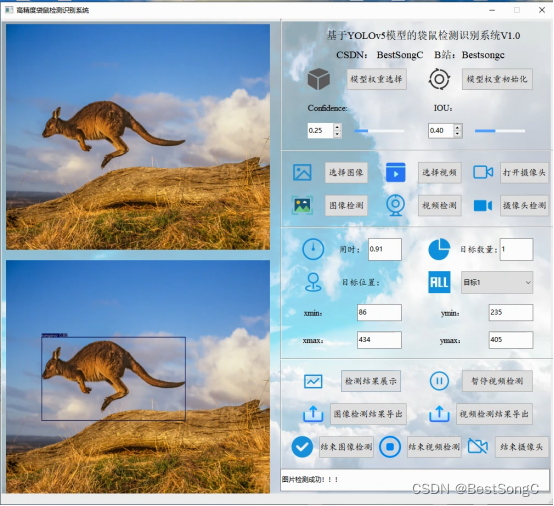 高精度袋鼠检测识别系统
基于YOLOv5模型的袋鼠检测识别系统V1.0
CSDN： BestSongC B站：Bestsongc
模型权重选择 模型权重初始化
Confidence: IOU：
0.25 0.40
选择图像 选择视频 打开摄像头
图像检测 视频检测 摄像头检测
用时： 0.91 目标数量： 1
目标位置： ALL 目标1
xmin： 86 ymin： 235
xmax： 434 ymax： 405
检测结果展示 暂停视频检测
图像检测结果导出 视频检测结果导出
结束图像检测 结束视频检测 结束摄像头
图片检测成功！！！
CSDN @BestSongC